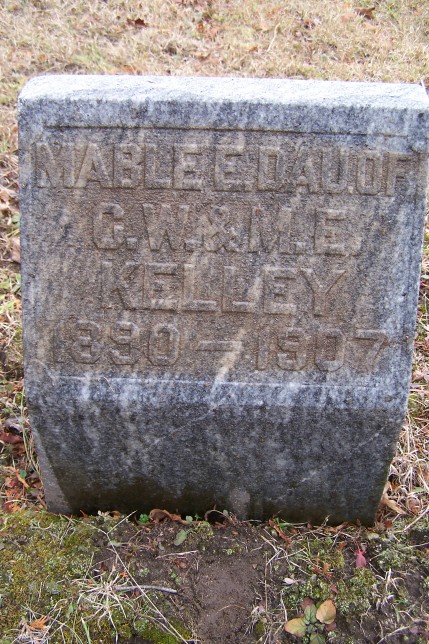 MABLE E. DAU. OF
C. W. & M. E.
KELLEY
1890 — 1907